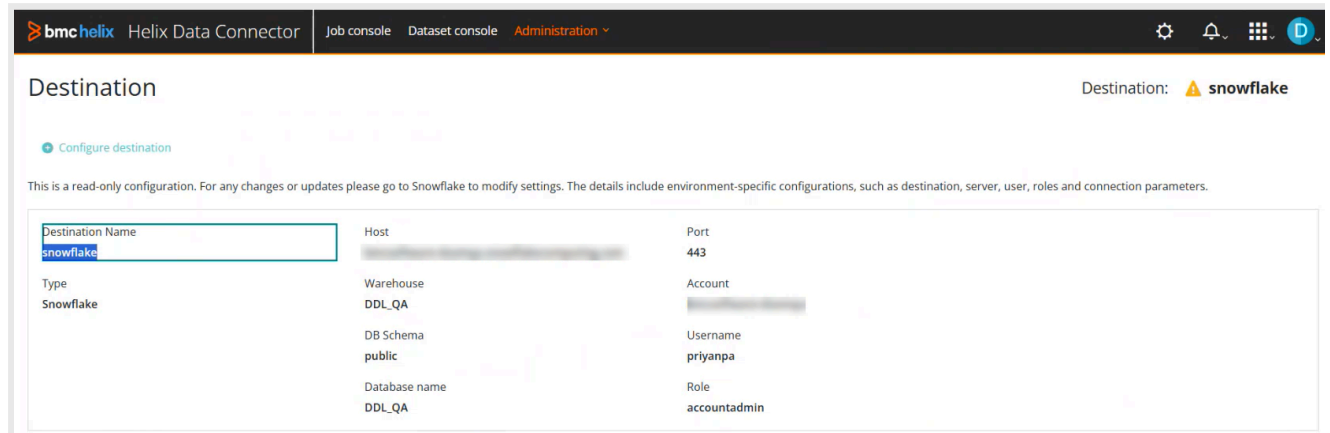 bmc helix Helix Data Connector Job console Dataset console Administration D
Destination
Destination: snowflake
Configure destination
This is a read-only configuration. For any changes or updates please go to Snowflake to modify settings. The details include environment-specific configurations, such as destination, server, user, roles and connection parameters.
Destination Name Host Port
snowflake 443
Type Warehouse Account
Snowflake DDL_QA
DB Schema Username
public priyanpa
Database name Role
DDL_QA accountadmin